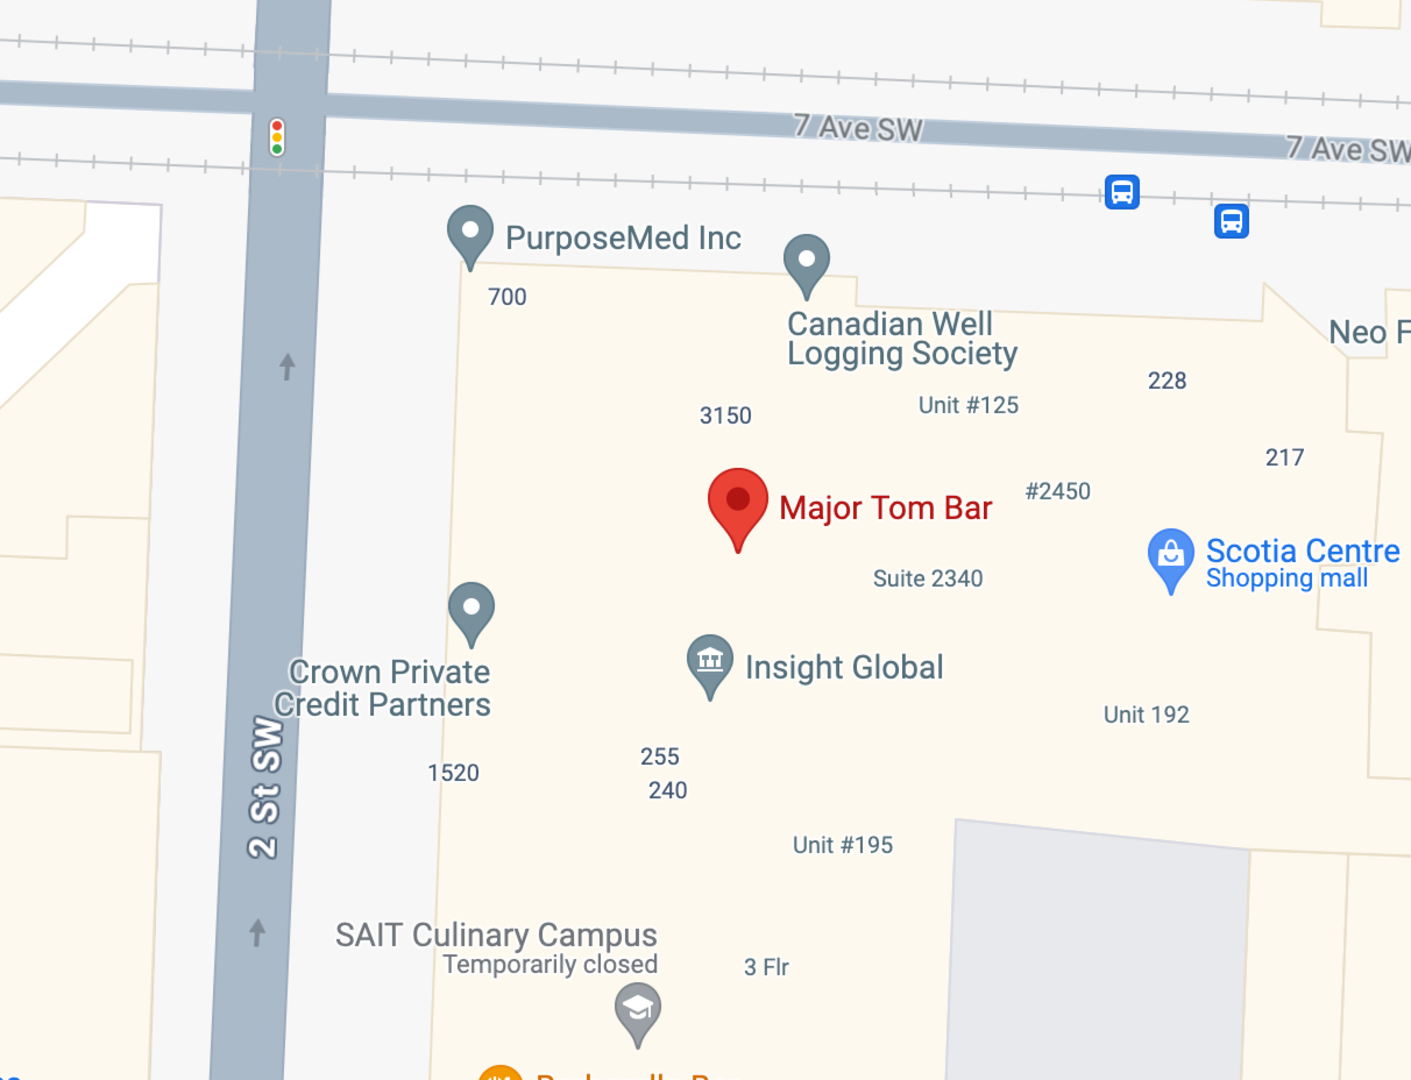 7 Ave SW
7 Ave SW
PurposeMed Inc
700
Canadian Well
Logging Society
Neo F
228
Unit #125
3150
217
#2450
Major Tom Bar
Scotia Centre
Shopping mall
Suite 2340
Crown Private
Credit Partners
Insight Global
Unit 192
2 St SW
255
1520
240
Unit #195
SAIT Culinary Campus
Temporarily closed
3 Flr